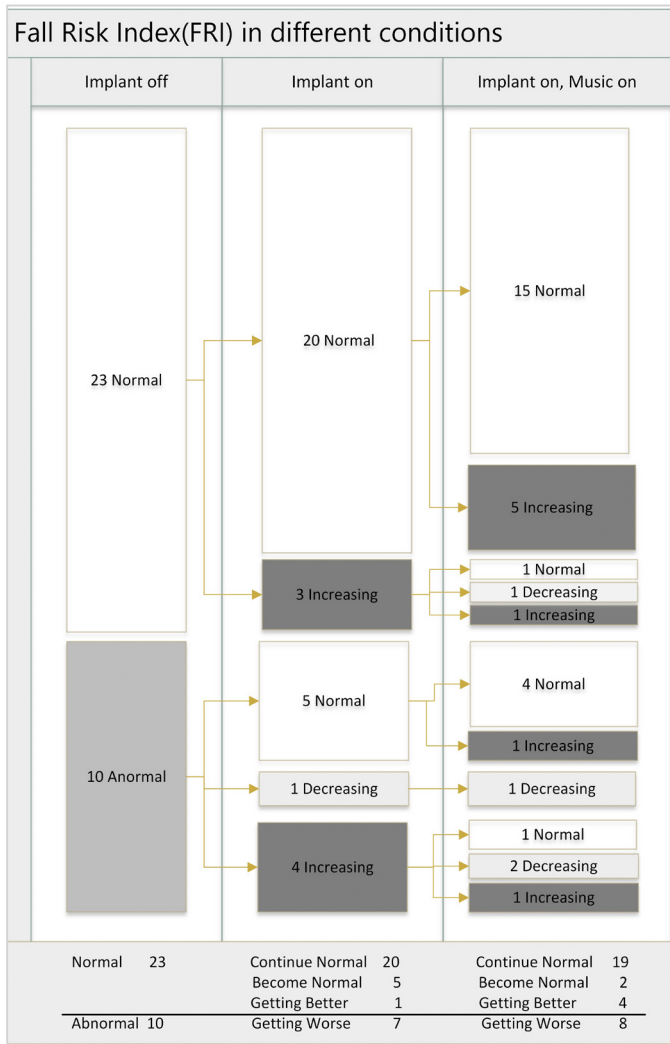 Fall Risk Index(FRI) in different conditions
Implant off
Implant on
Implant on, Music on
23 Normal
20 Normal
15 Normal
5 Increasing
3 Increasing
1 Normal
1 Decreasing
1 Increasing
10 Anormal
5 Normal
4 Normal
1 Increasing
1 Decreasing
1 Decreasing
4 Increasing
1 Normal
2 Decreasing
1 Increasing
Normal 23
Abnormal 10
Continue Normal 20
Become Normal 5
Getting Better 1
Getting Worse 7
Continue Normal 19
Become Normal 2
Getting Better 4
Getting Worse 8